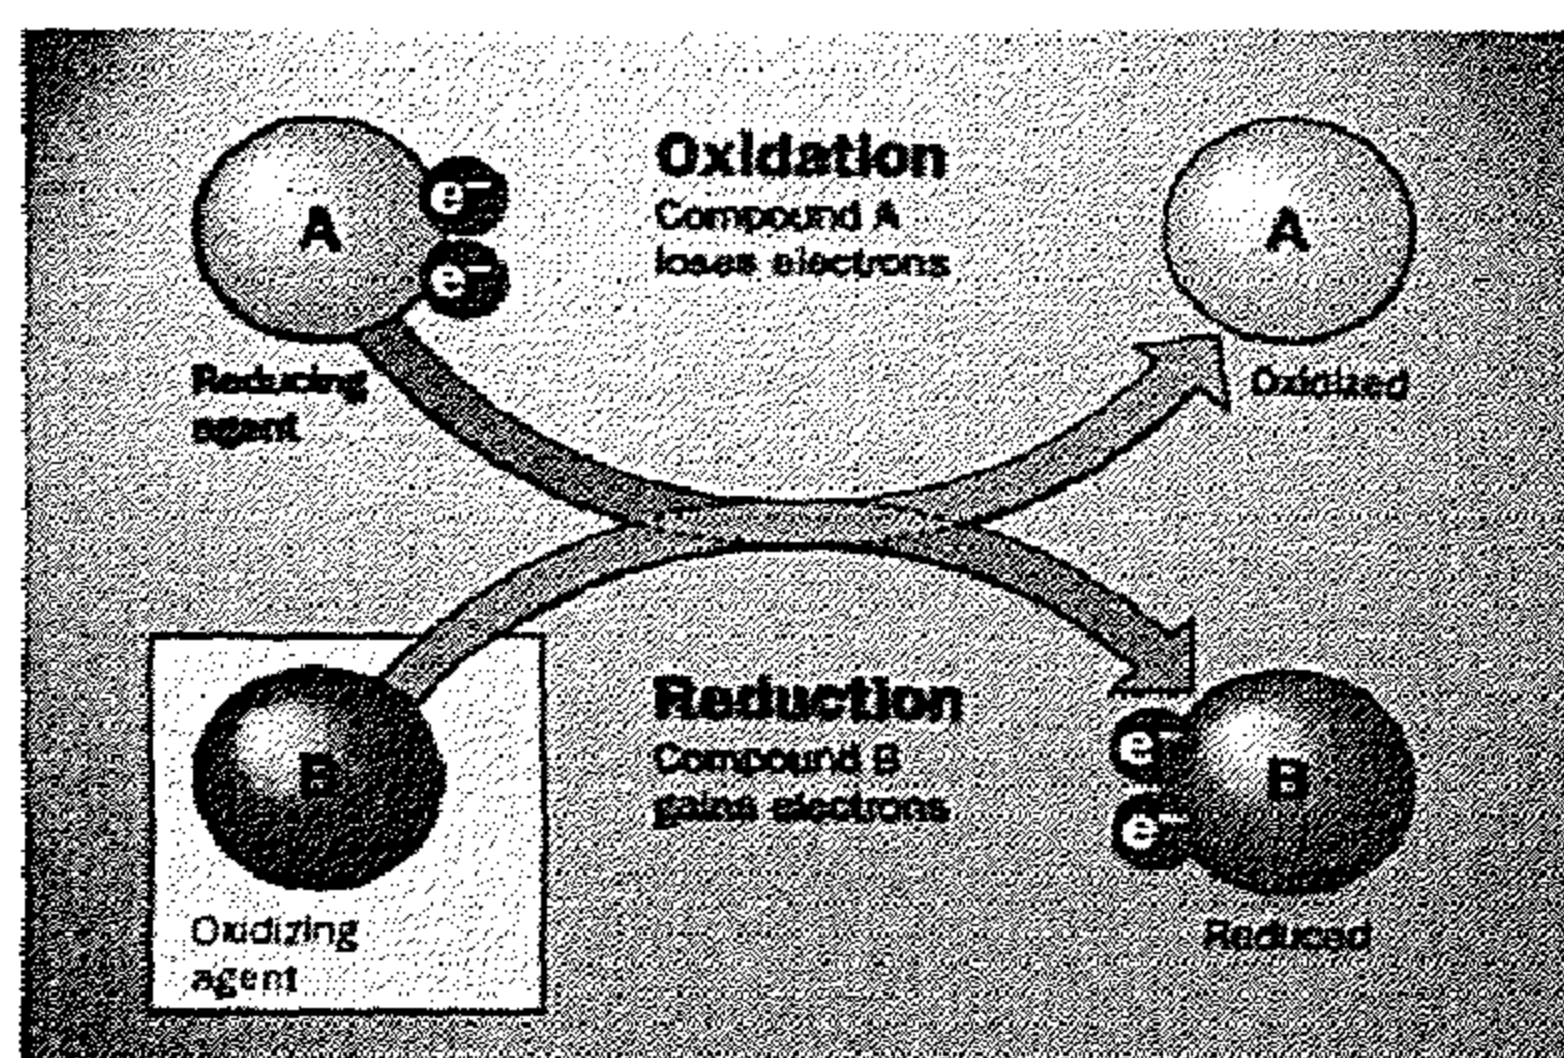 A
e⁻
e⁻
Reducing
agent
Oxidation
Compound A
loses electrons
A
Oxidized
B
Oxidizing
agent
Reduction
Compound B
gains electrons
e⁻
e⁻
B
Reduced